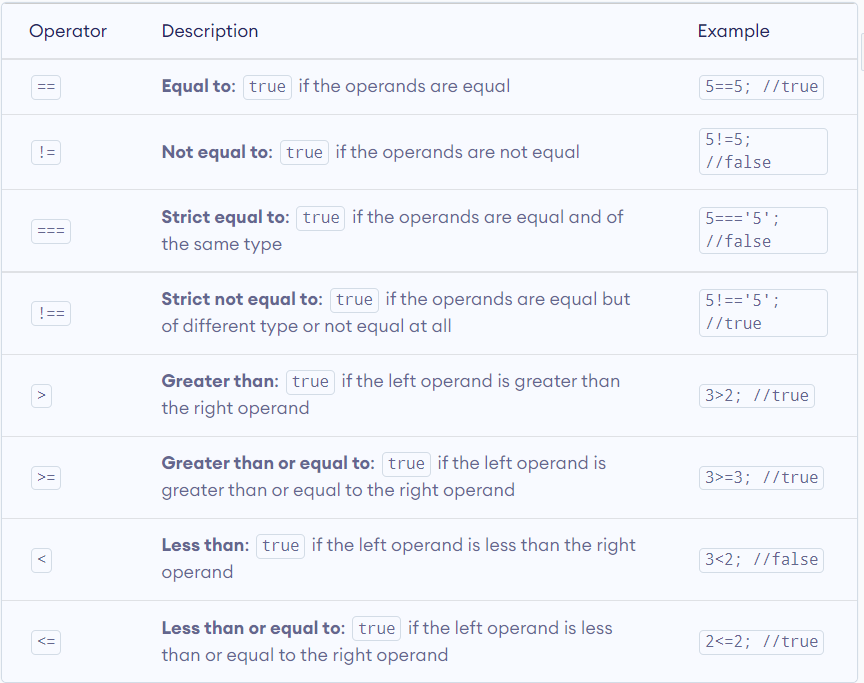 Operator Description Example
== Equal to: true if the operands are equal 5==5; //true
!= Not equal to: true if the operands are not equal 5!=5;
//false
=== Strict equal to: true if the operands are equal and of
the same type
5==='5';
//false
!== Strict not equal to: true if the operands are equal but
of different type or not equal at all
5!=='5';
//true
> Greater than: true if the left operand is greater than
the right operand
3>2; //true
>= Greater than or equal to: true if the left operand is
greater than or equal to the right operand
3>=3; //true
< Less than: true if the left operand is less than the right
operand
3<2; //false
<= Less than or equal to: true if the left operand is less
than or equal to the right operand
2<=2; //true